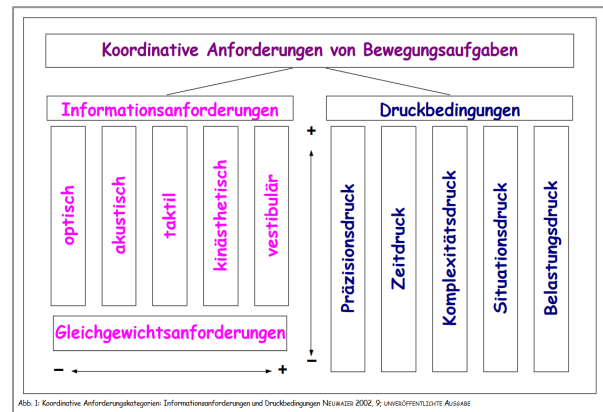 Koordinative Anforderungen von Bewegungsaufgaben
Informationsanforderungen
Druckbedingungen
optisch
akustisch
taktil
kinästhetisch
vestibulär
+
–
Präzisionsdruck
Zeitdruck
Komplexitätsdruck
Situationsdruck
Belastungsdruck
Gleichgewichtsanforderungen
– +
Abb. 1: Koordinative Anforderungskategorien: Informationsanforderungen und Druckbedingungen NEUMAIER 2002, 9; UNVERÖFFENTLICHTE AUSGABE